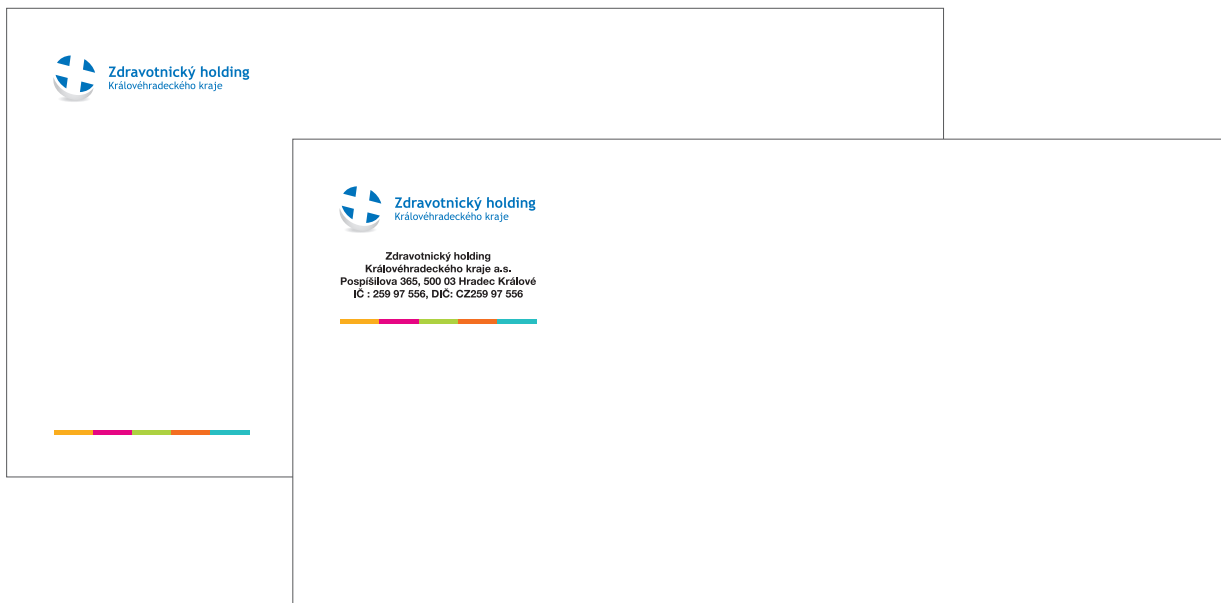 Zdravotnický holding
Královéhradeckého kraje
Zdravotnický holding
Královéhradeckého kraje
Zdravotnický holding
Královéhradeckého kraje a.s.
Pospíšilova 365, 500 03 Hradec Králové
IČ : 259 97 556, DIČ: CZ259 97 556